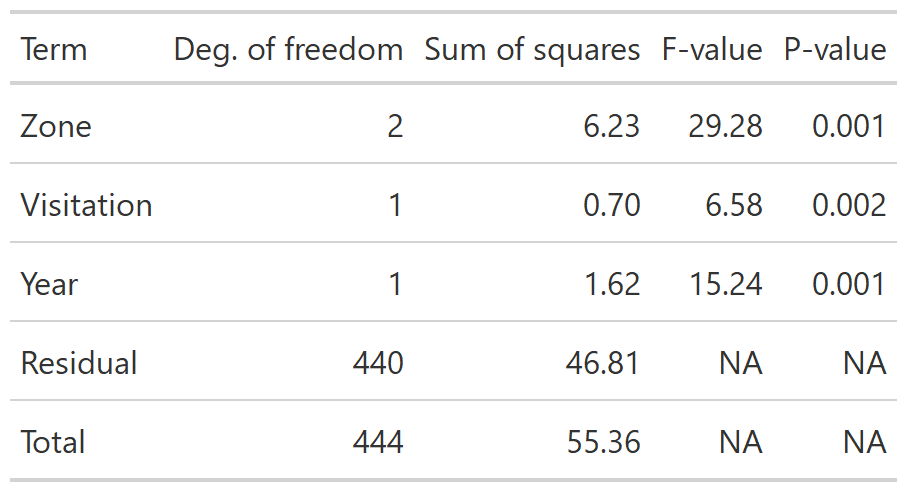 Term Deg. of freedom Sum of squares F-value P-value
Zone 2 6.23 29.28 0.001
Visitation 1 0.70 6.58 0.002
Year 1 1.62 15.24 0.001
Residual 440 46.81 NA NA
Total 444 55.36 NA NA